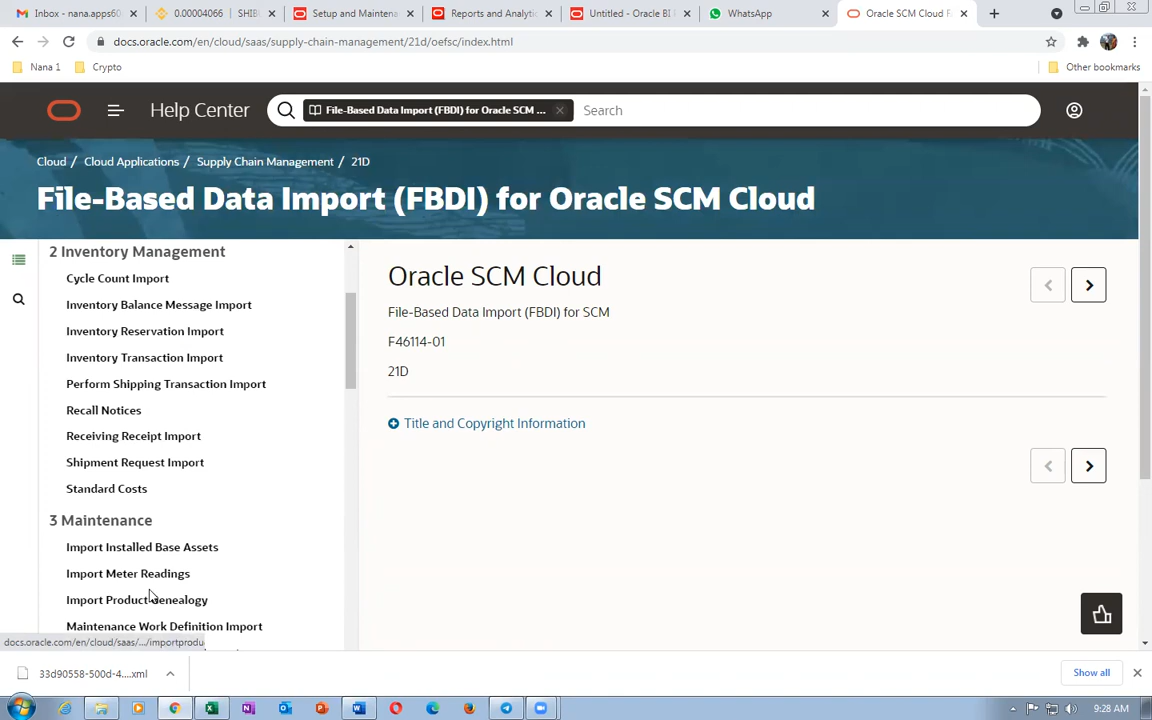 Inbox - nana.apps60
0.00004066 | SHIB
Setup and Maintena
Reports and Analytic
Untitled - Oracle BI
WhatsApp
Oracle SCM Cloud F
docs.oracle.com/en/cloud/saas/supply-chain-management/21d/oefsc/index.html
Nana 1
Crypto
Other bookmarks
Help Center
File-Based Data Import (FBDI) for Oracle SCM ...
Search
Cloud / Cloud Applications / Supply Chain Management / 21D
File-Based Data Import (FBDI) for Oracle SCM Cloud
2 Inventory Management
Cycle Count Import
Inventory Balance Message Import
Inventory Reservation Import
Inventory Transaction Import
Perform Shipping Transaction Import
Recall Notices
Receiving Receipt Import
Shipment Request Import
Standard Costs
3 Maintenance
Import Installed Base Assets
Import Meter Readings
Import Product Genealogy
Maintenance Work Definition Import
Oracle SCM Cloud
File-Based Data Import (FBDI) for SCM
F46114-01
21D
Title and Copyright Information
docs.oracle.com/en/cloud/saas/.../importprodu
33d90558-500d-4....xml
Show all
9:28 AM